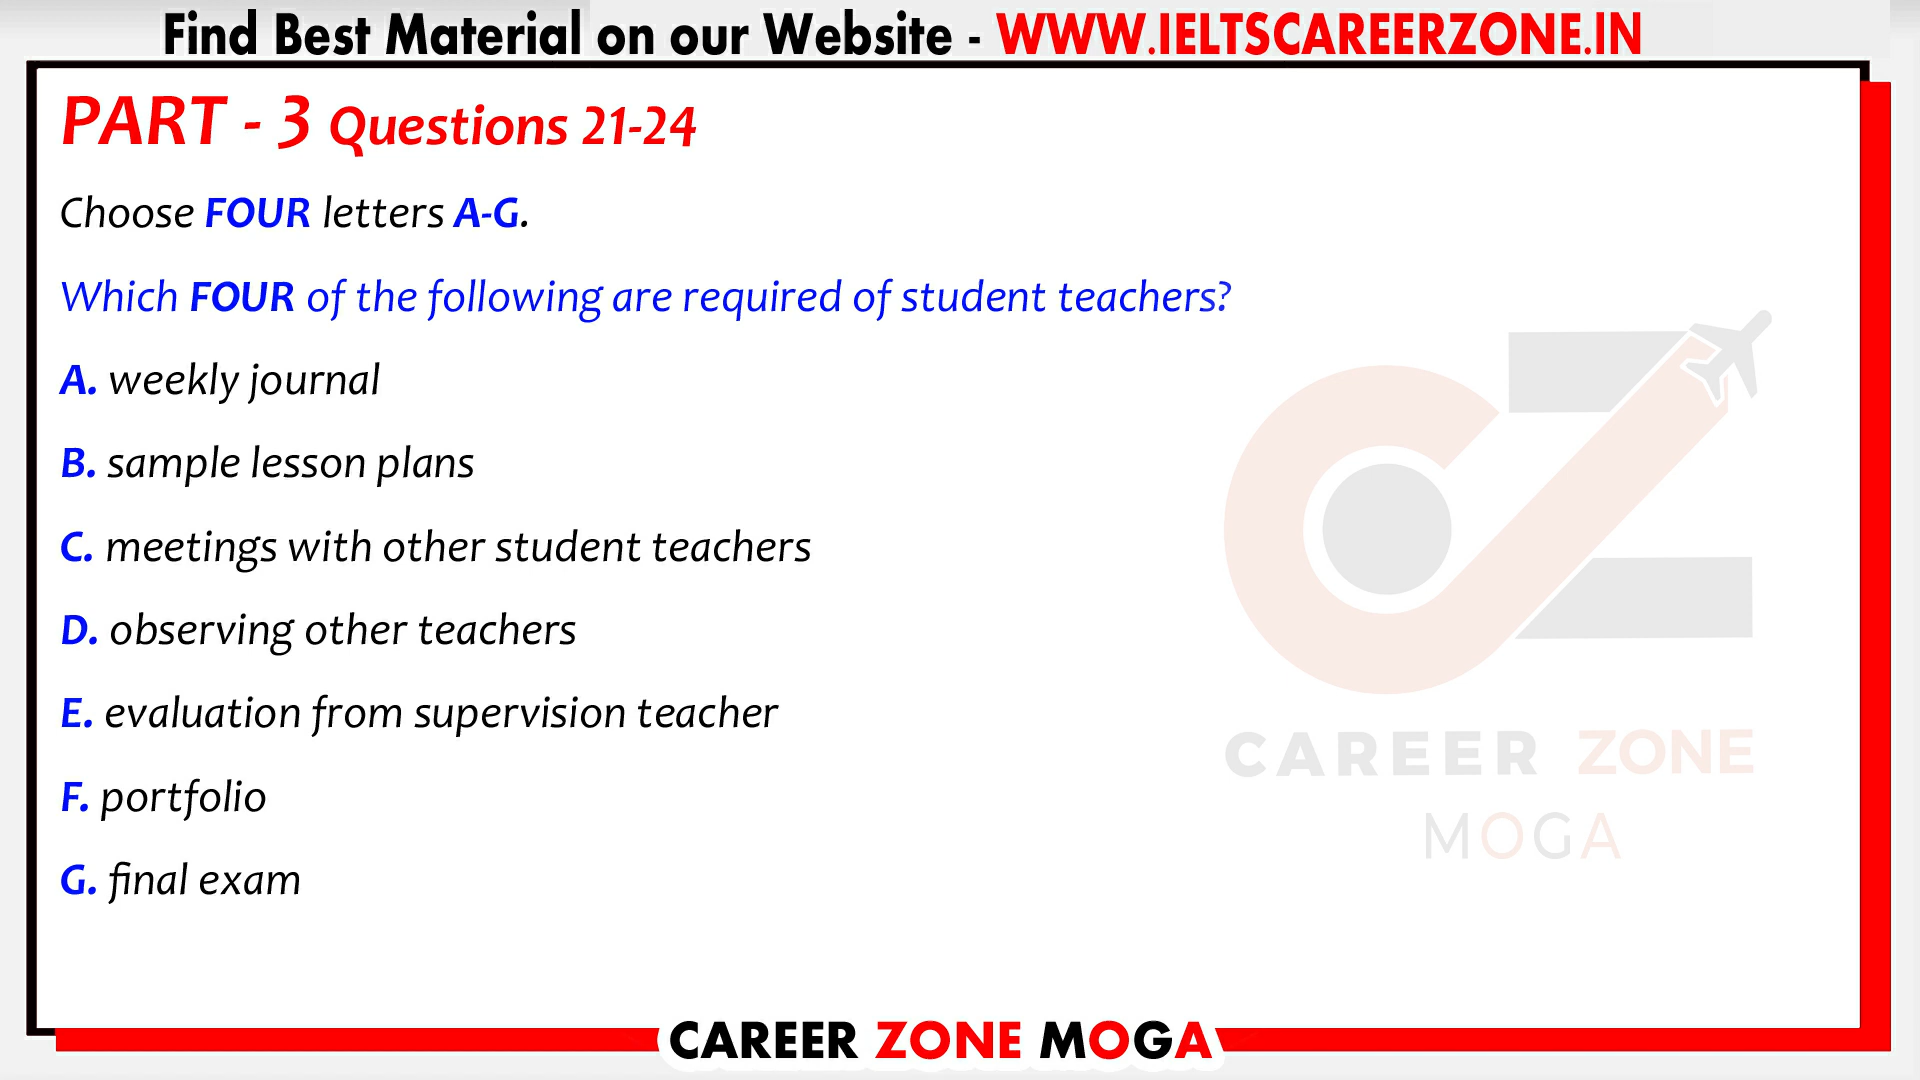 Find Best Material on our Website - WWW.IELTSCAREERZONE.IN
PART - 3 Questions 21-24
Choose FOUR letters A-G.
Which FOUR of the following are required of student teachers?
A. weekly journal
B. sample lesson plans
C. meetings with other student teachers
D. observing other teachers
E. evaluation from supervision teacher
F. portfolio
G. final exam
CAREER ZONE
MOGA
CAREER ZONE MOGA